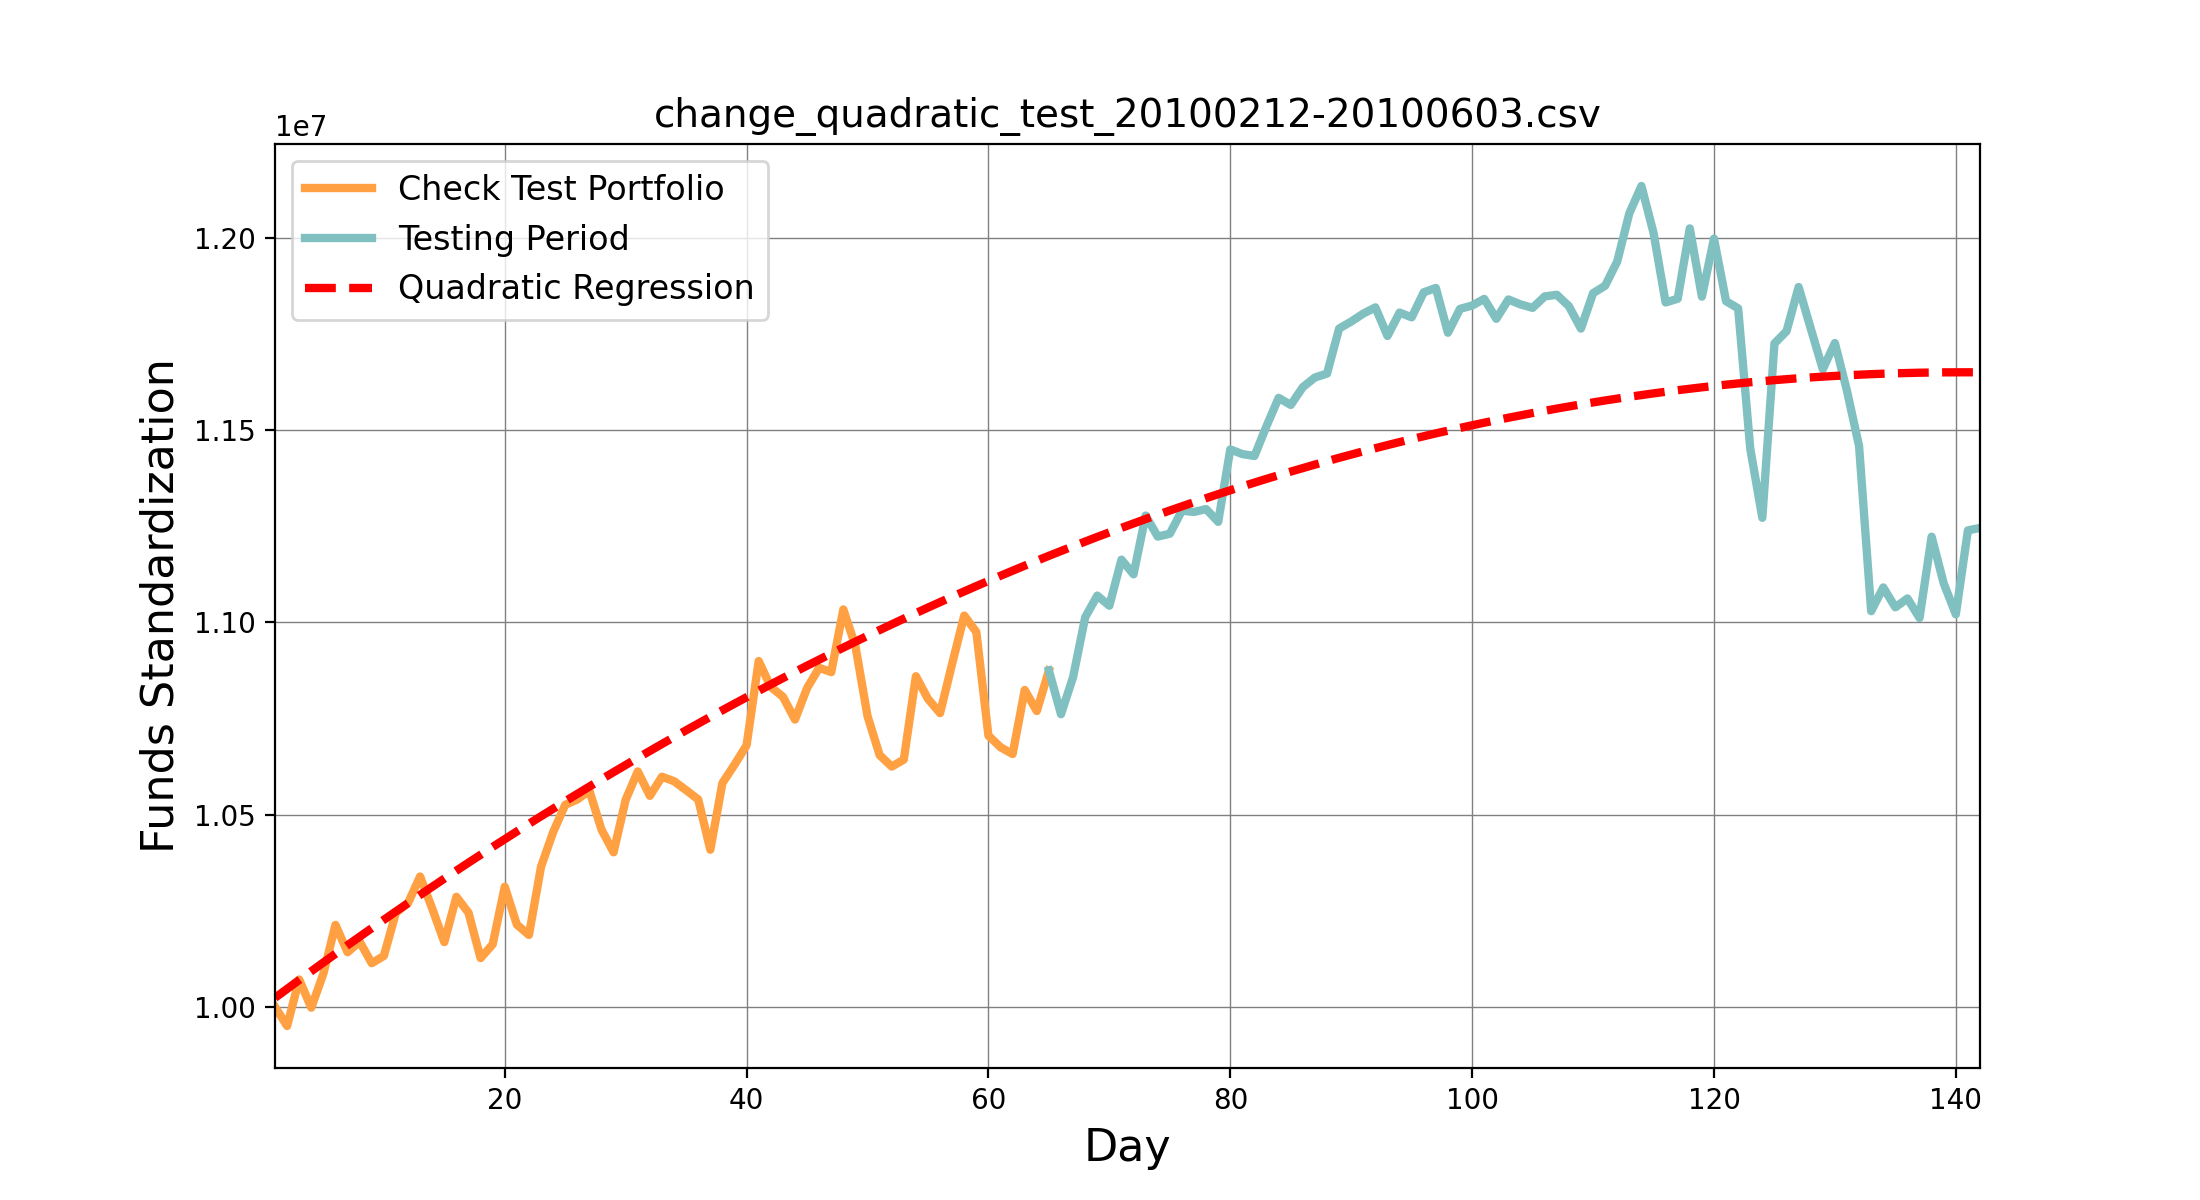 change_quadratic_test_20100212-20100603.csv
1e7
Check Test Portfolio
Testing Period
Quadratic Regression
1.20
1.15
1.10
1.05
1.00
Funds Standardization
20 40 60 80 100 120 140
Day